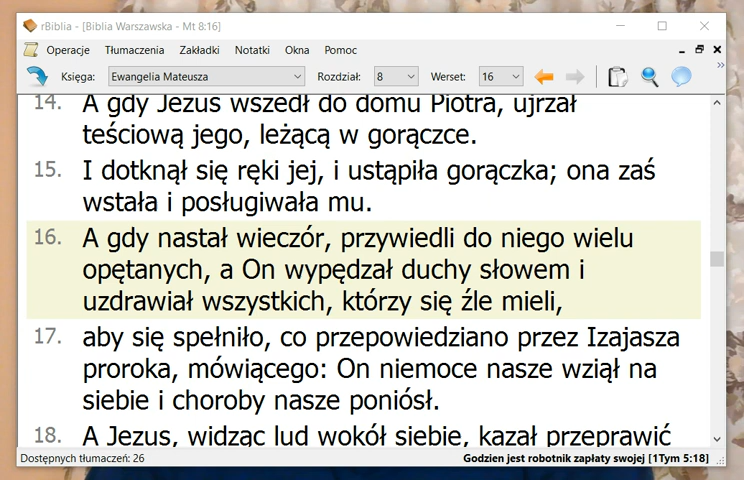 rBiblia - [Biblia Warszawska - Mt 8:16]
Operacje Tłumaczenia Zakładki Notatki Okna Pomoc
Księga: Ewangelia Mateusza Rozdział: 8 Werset: 16
14. A gdy Jezus wszedł do domu Piotra, ujrzał
teściową jego, leżącą w gorączce.
15. I dotknął się ręki jej, i ustąpiła gorączka; ona zaś
wstała i posługiwała mu.
16. A gdy nastał wieczór, przywiedli do niego wielu
opętanych, a On wypędzał duchy słowem i
uzdrawiał wszystkich, którzy się źle mieli,
17. aby się spełniło, co przepowiedziano przez Izajasza
proroka, mówiącego: On niemoce nasze wziął na
siebie i choroby nasze poniósł.
18. A Jezus, widząc lud wokół siebie, kazał przeprawić
Dostępnych tłumaczeń: 26 Godzien jest robotnik zapłaty swojej [1Tym 5:18]